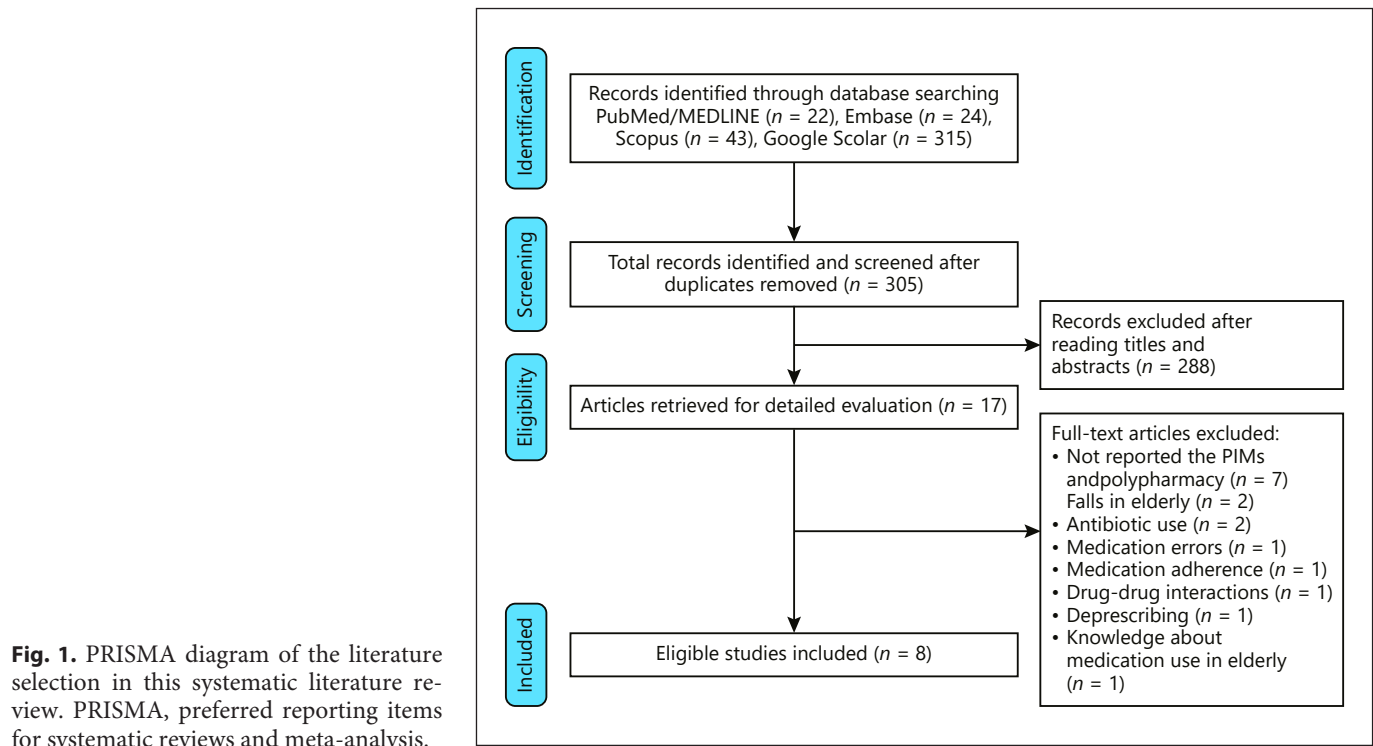 Identification
Records identified through database searching
PubMed/MEDLINE (n = 22), Embase (n = 24),
Scopus (n = 43), Google Scolar (n = 315)
Screening
Total records identified and screened after
duplicates removed (n = 305)
Records excluded after
reading titles and
abstracts (n = 288)
Eligibility
Articles retrieved for detailed evaluation (n = 17)
Full-text articles excluded:
• Not reported the PIMs
andpolypharmacy (n = 7)
Falls in elderly (n = 2)
• Antibiotic use (n = 2)
• Medication errors (n = 1)
• Medication adherence (n = 1)
• Drug-drug interactions (n = 1)
• Deprescribing (n = 1)
• Knowledge about
medication use in elderly
(n = 1)
Included
Eligible studies included (n = 8)
Fig. 1. PRISMA diagram of the literature
selection in this systematic literature re-
view. PRISMA, preferred reporting items
for systematic reviews and meta-analysis.